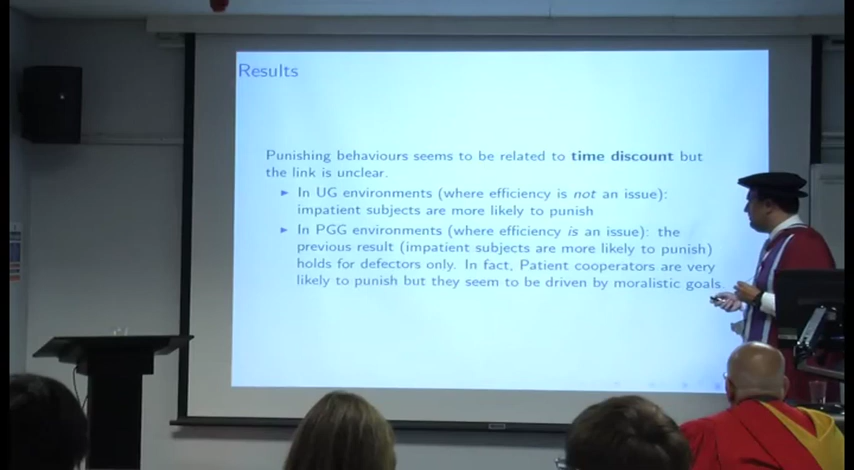 Results
Punishing behaviours seems to be related to time discount but
the link is unclear.
In UG environments (where efficiency is not an issue):
impatient subjects are more likely to punish
In PGG environments (where efficiency is an issue): the
previous result (impatient subjects are more likely to punish)
holds for defectors only. In fact, Patient cooperators are very
likely to punish but they seem to be driven by moralistic goals.